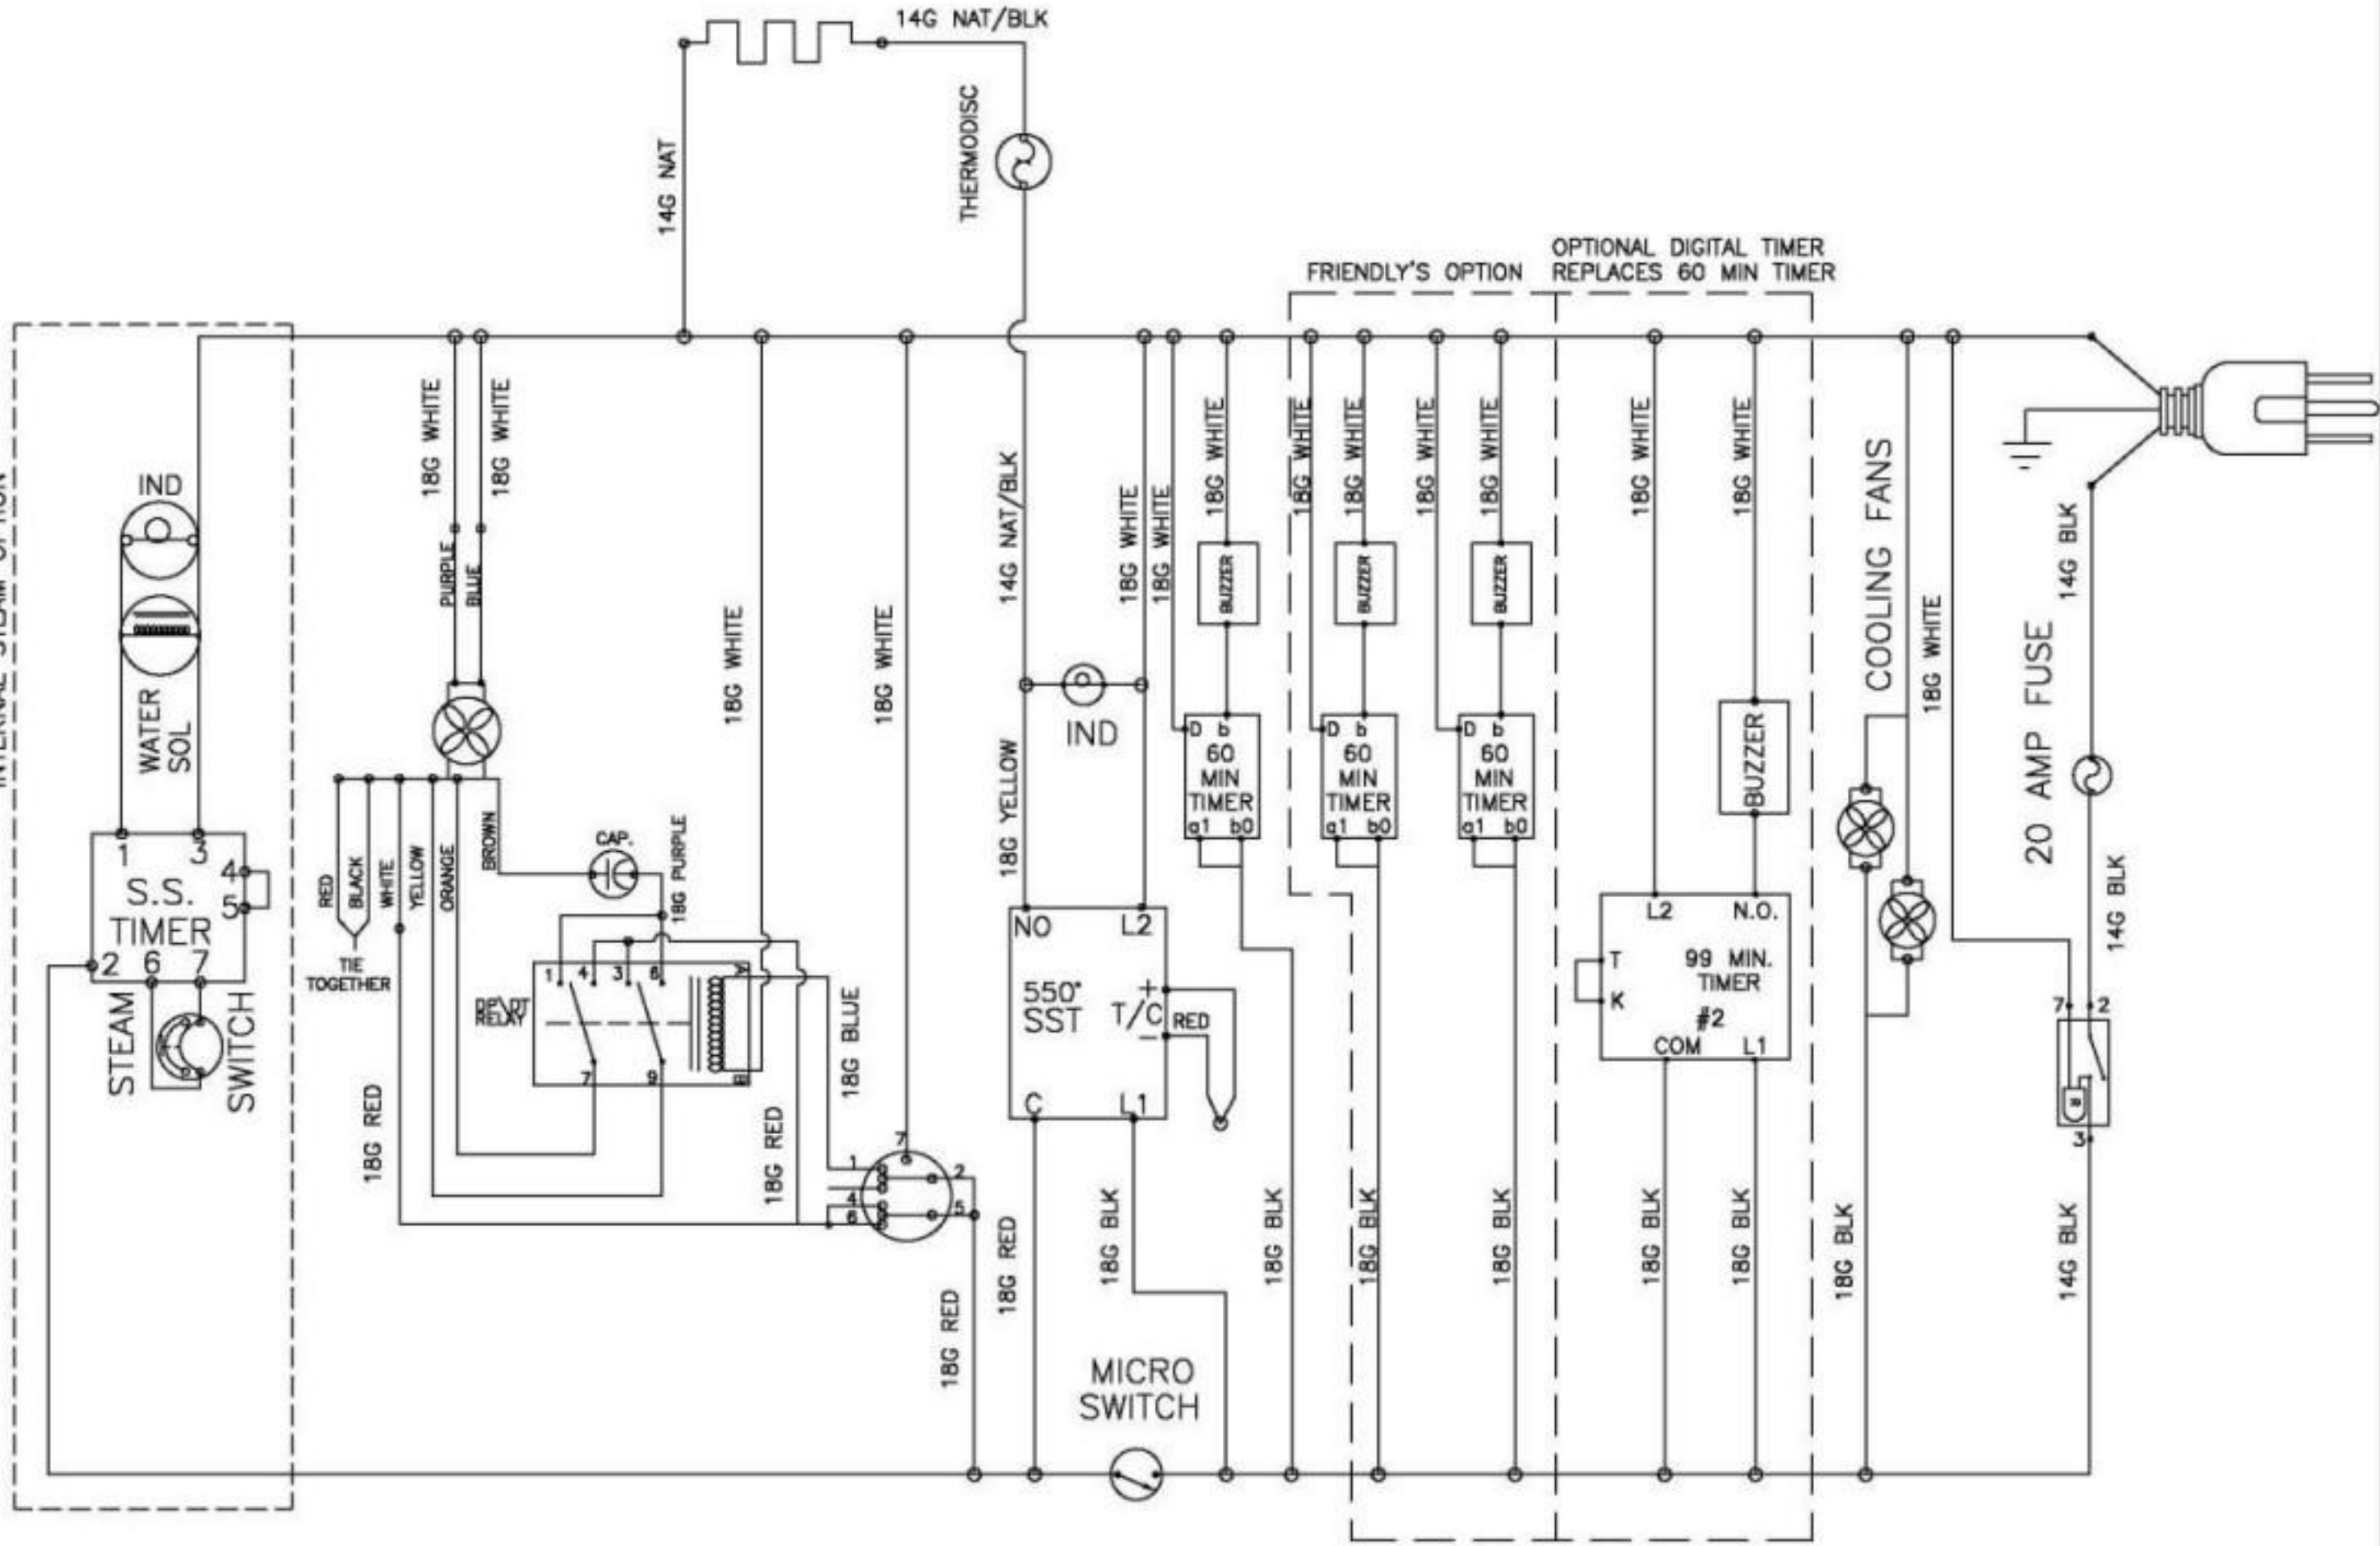 14G NAT/BLK
14G NAT
THERMODISC
FRIENDLY'S OPTION
OPTIONAL DIGITAL TIMER
REPLACES 60 MIN TIMER
INTERNAL STEAM OPTION
IND
WATER
SOL
1
3
4
5
S.S.
TIMER
2
6
7
STEAM
SWITCH
18G WHITE
18G WHITE
PURPLE
BLUE
RED
BLACK
WHITE
YELLOW
ORANGE
BROWN
TIE
TOGETHER
CAP.
18G PURPLE
1
4
3
6
A
DP\DT
RELAY
7
9
B
18G WHITE
18G WHITE
18G BLUE
18G RED
18G RED
7
1
2
4
5
6
18G RED
14G NAT/BLK
18G WHITE
18G WHITE
18G YELLOW
IND
NO
L2
550°
SST
+
T/C
-
RED
C
L1
18G RED
18G BLK
MICRO
SWITCH
18G WHITE
BUZZER
D b
60
MIN
TIMER
a1 b0
18G BLK
18G WHITE
18G WHITE
BUZZER
D b
60
MIN
TIMER
a1 b0
18G BLK
18G WHITE
18G WHITE
BUZZER
D b
60
MIN
TIMER
a1 b0
18G BLK
18G WHITE
18G WHITE
BUZZER
L2
N.O.
T
K
99 MIN.
TIMER
#2
COM
L1
18G BLK
18G BLK
COOLING FANS
18G WHITE
18G BLK
14G BLK
20 AMP FUSE
14G BLK
7
2
R
3
14G BLK